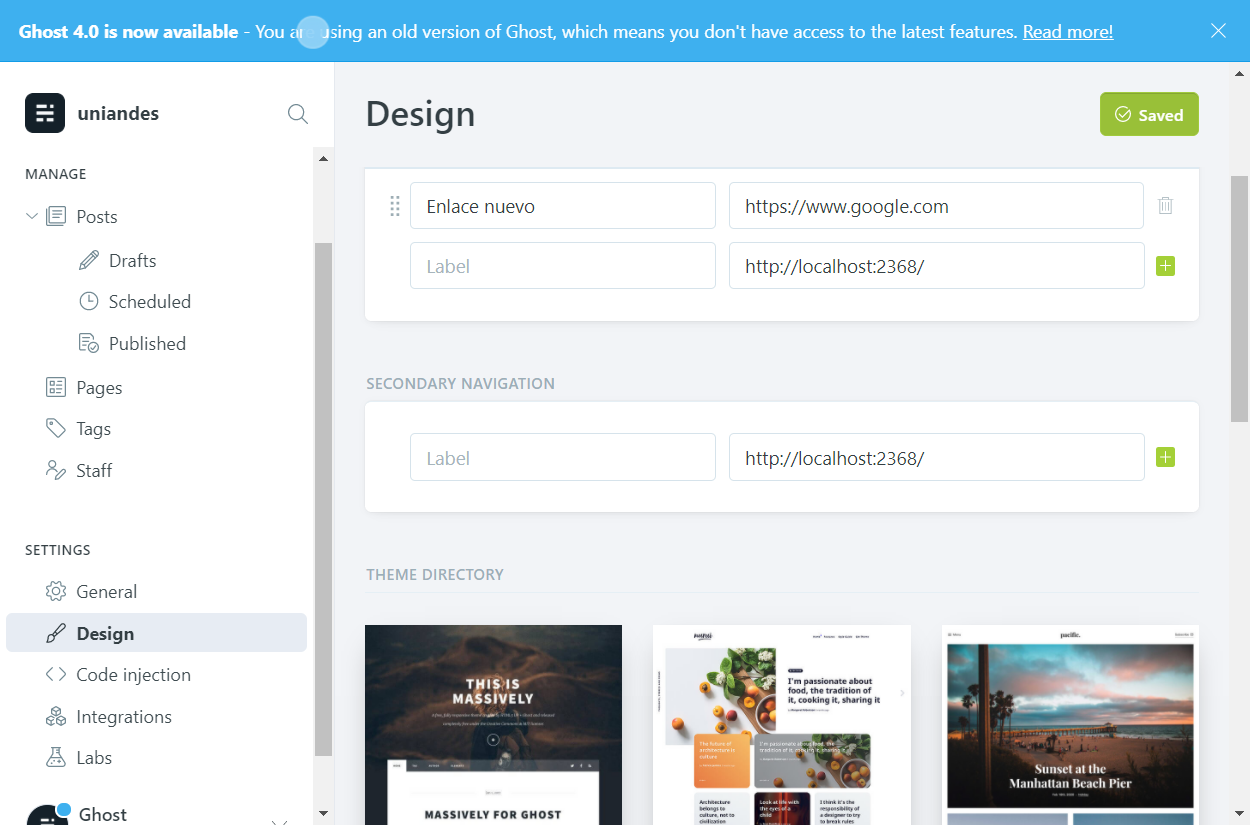 Ghost 4.0 is now available - You are using an old version of Ghost, which means you don't have access to the latest features. Read more!
uniandes
MANAGE
Posts
Drafts
Scheduled
Published
Pages
Tags
Staff
SETTINGS
General
Design
Code injection
Integrations
Labs
Ghost
Design
Saved
Enlace nuevo
https://www.google.com
Label
http://localhost:2368/
SECONDARY NAVIGATION
Label
http://localhost:2368/
THEME DIRECTORY
THIS IS
MASSIVELY
MASSIVELY FOR GHOST
I'm passionate about
food, the tradition of
it, cooking it, sharing it
The future of
architecture is
culture
I'm passionate about food, the
tradition of it, cooking it, sharing it
Architecture
belongs to
culture, not to
civilization
Look at life with
the eyes of a
child
I think it's the
responsibility of
a designer to try
to break rules
pacific.
Sunset at the
Manhattan Beach Pier